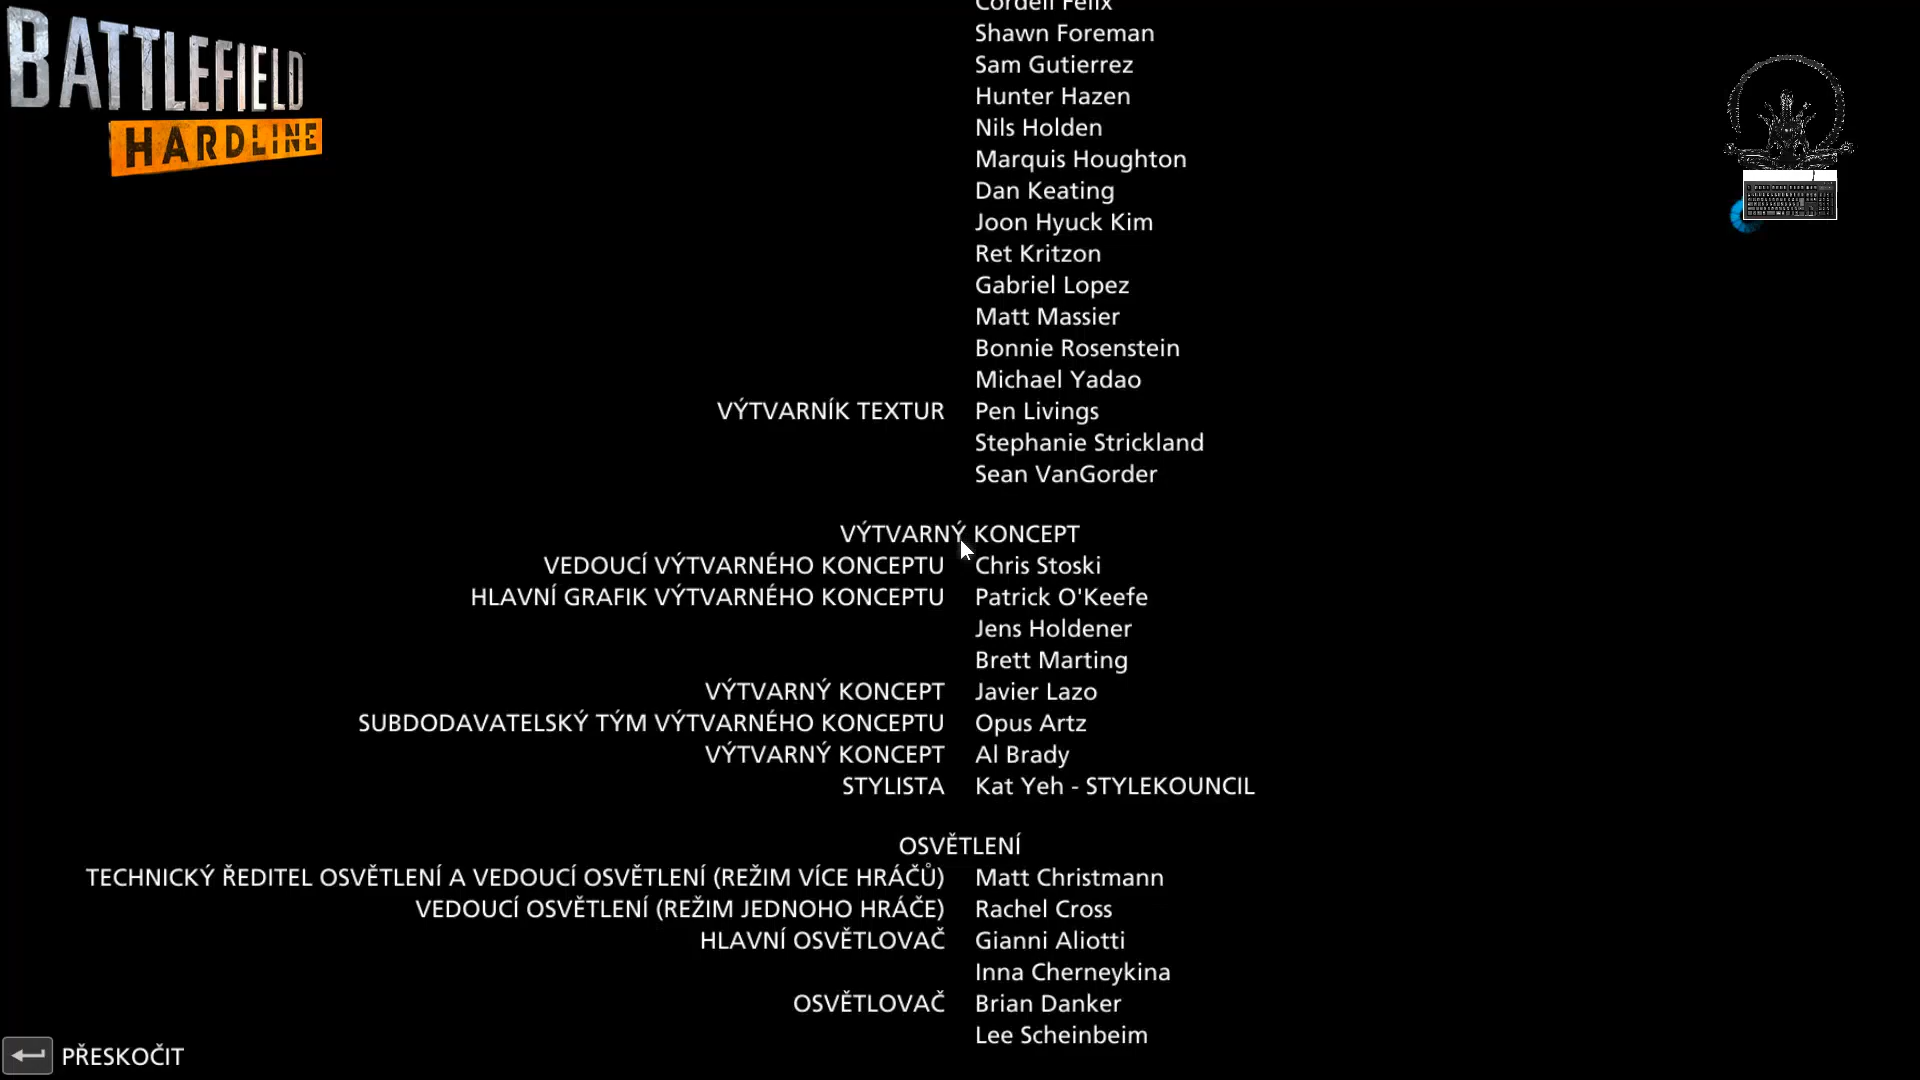 BATTLEFIELD
HARDLINE
Cordell Felix
Shawn Foreman
Sam Gutierrez
Hunter Hazen
Nils Holden
Marquis Houghton
Dan Keating
Joon Hyuck Kim
Ret Kritzon
Gabriel Lopez
Matt Massier
Bonnie Rosenstein
Michael Yadao
VÝTVARNÍK TEXTUR Pen Livings
Stephanie Strickland
Sean VanGorder
VÝTVARNÝ KONCEPT
VEDOUCÍ VÝTVARNÉHO KONCEPTU Chris Stoski
HLAVNÍ GRAFIK VÝTVARNÉHO KONCEPTU Patrick O'Keefe
Jens Holdener
Brett Marting
VÝTVARNÝ KONCEPT Javier Lazo
SUBDODAVATELSKÝ TÝM VÝTVARNÉHO KONCEPTU Opus Artz
VÝTVARNÝ KONCEPT Al Brady
STYLISTA Kat Yeh - STYLEKOUNCIL
OSVĚTLENÍ
TECHNICKÝ ŘEDITEL OSVĚTLENÍ A VEDOUCÍ OSVĚTLENÍ (REŽIM VÍCE HRÁČŮ) Matt Christmann
VEDOUCÍ OSVĚTLENÍ (REŽIM JEDNOHO HRÁČE) Rachel Cross
HLAVNÍ OSVĚTLOVAČ Gianni Aliotti
Inna Cherneykina
OSVĚTLOVAČ Brian Danker
Lee Scheinbeim
PŘESKOČIT